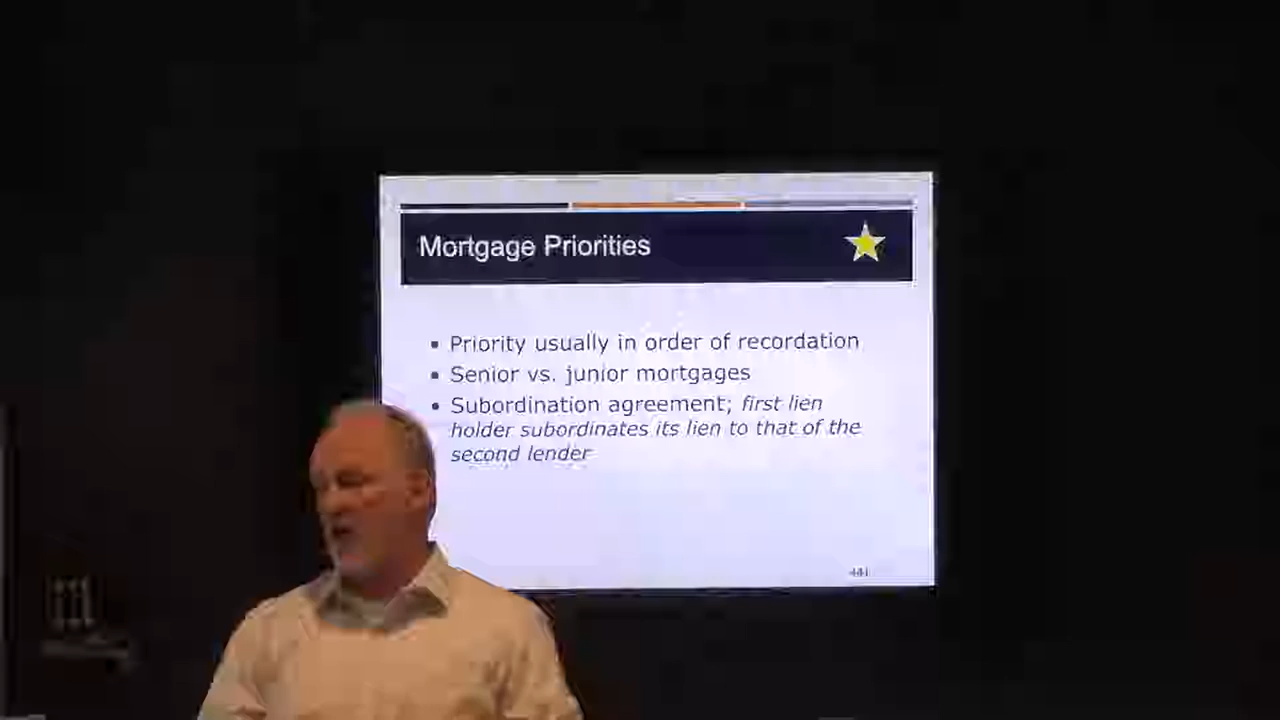 Mortgage Priorities
Priority usually in order of recordation
Senior vs. junior mortgages
Subordination agreement; first lien
holder subordinates its lien to that of the
second lender
441